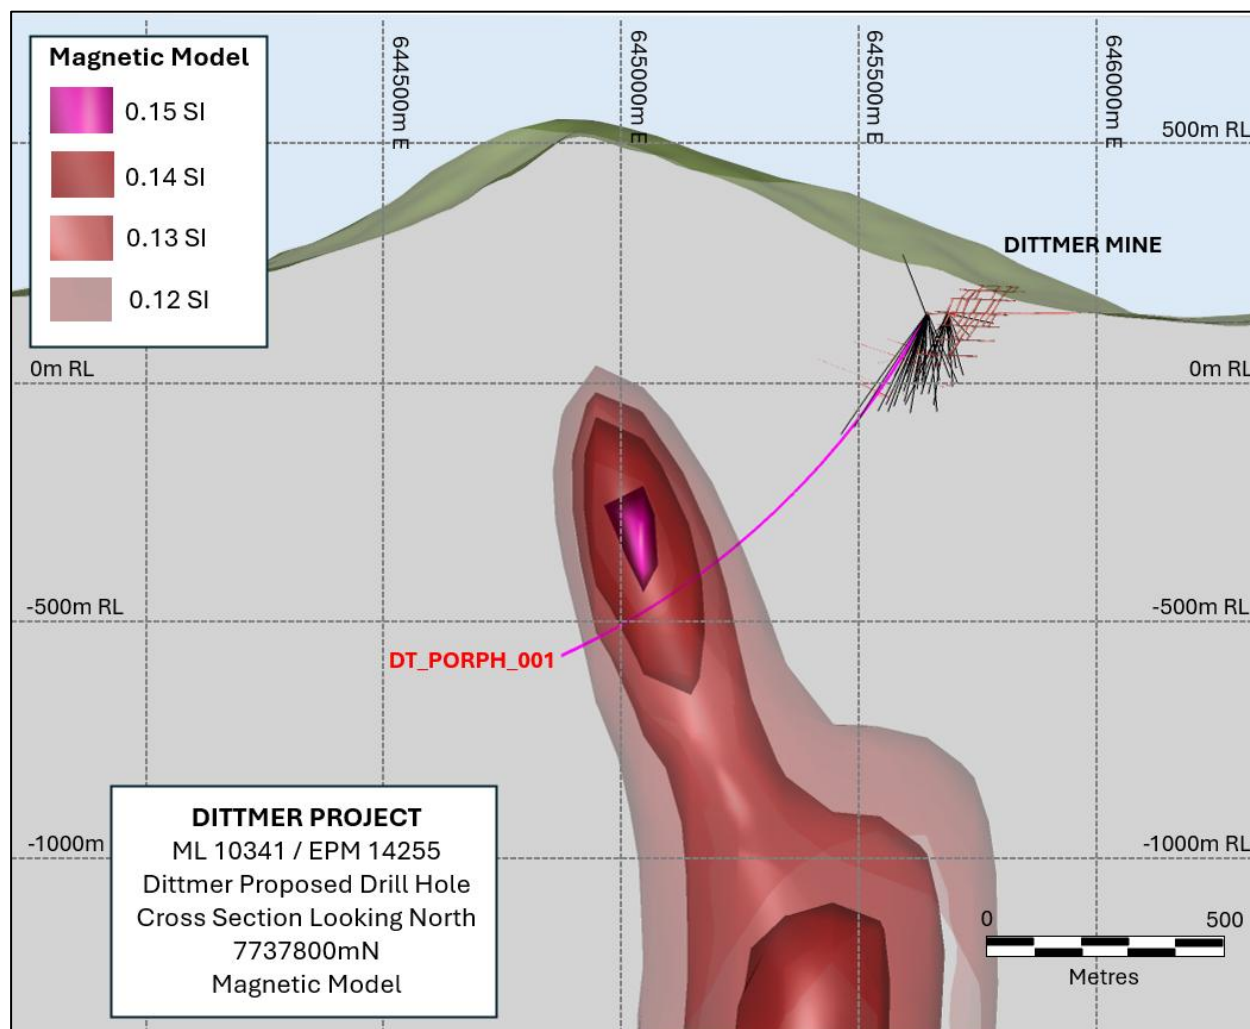 Magnetic Model
0.15 SI
0.14 SI
0.13 SI
0.12 SI
644500m E
645000m E
645500m E
646000m E
500m RL
DITTMER MINE
0m RL
0m RL
-500m RL
-500m RL
DT_PORPH_001
-1000m
-1000m RL
DITTMER PROJECT
ML 10341 / EPM 14255
Dittmer Proposed Drill Hole
Cross Section Looking North
7737800mN
Magnetic Model
0 500
Metres